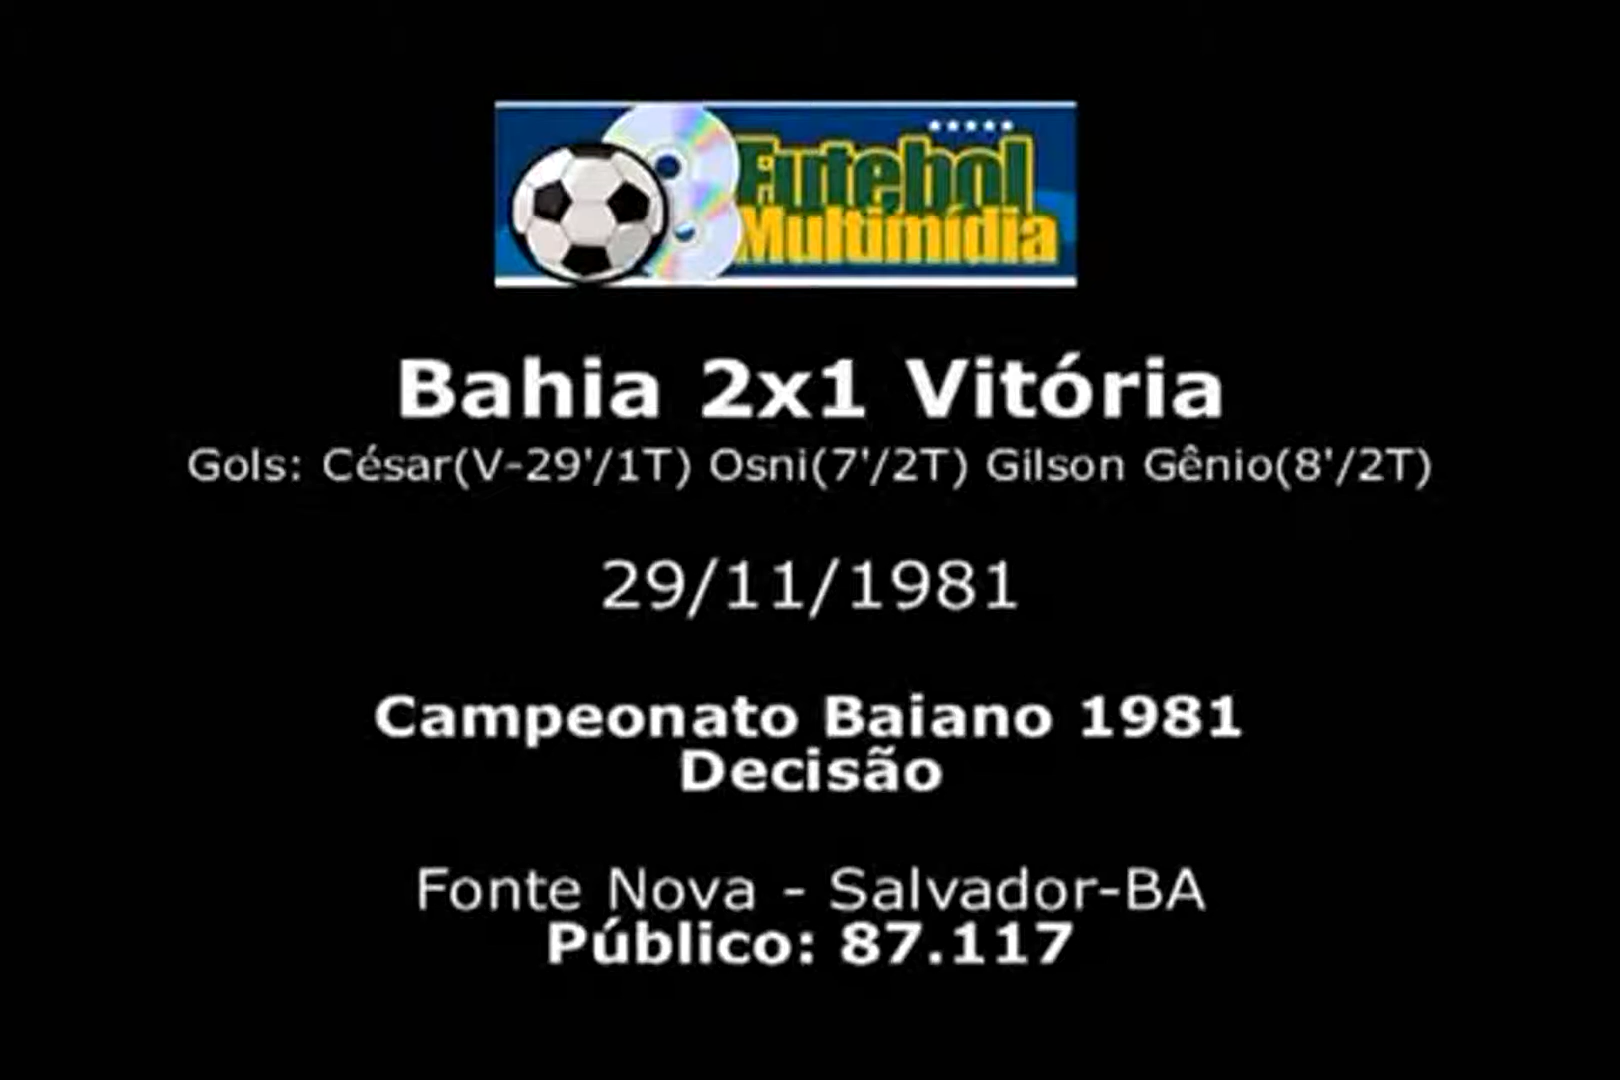 Futebol
Multimídia
Bahia 2x1 Vitória
Gols: César(V-29'/1T) Osni(7'/2T) Gilson Gênio(8'/2T)
29/11/1981
Campeonato Baiano 1981
Decisão
Fonte Nova - Salvador-BA
Público: 87.117